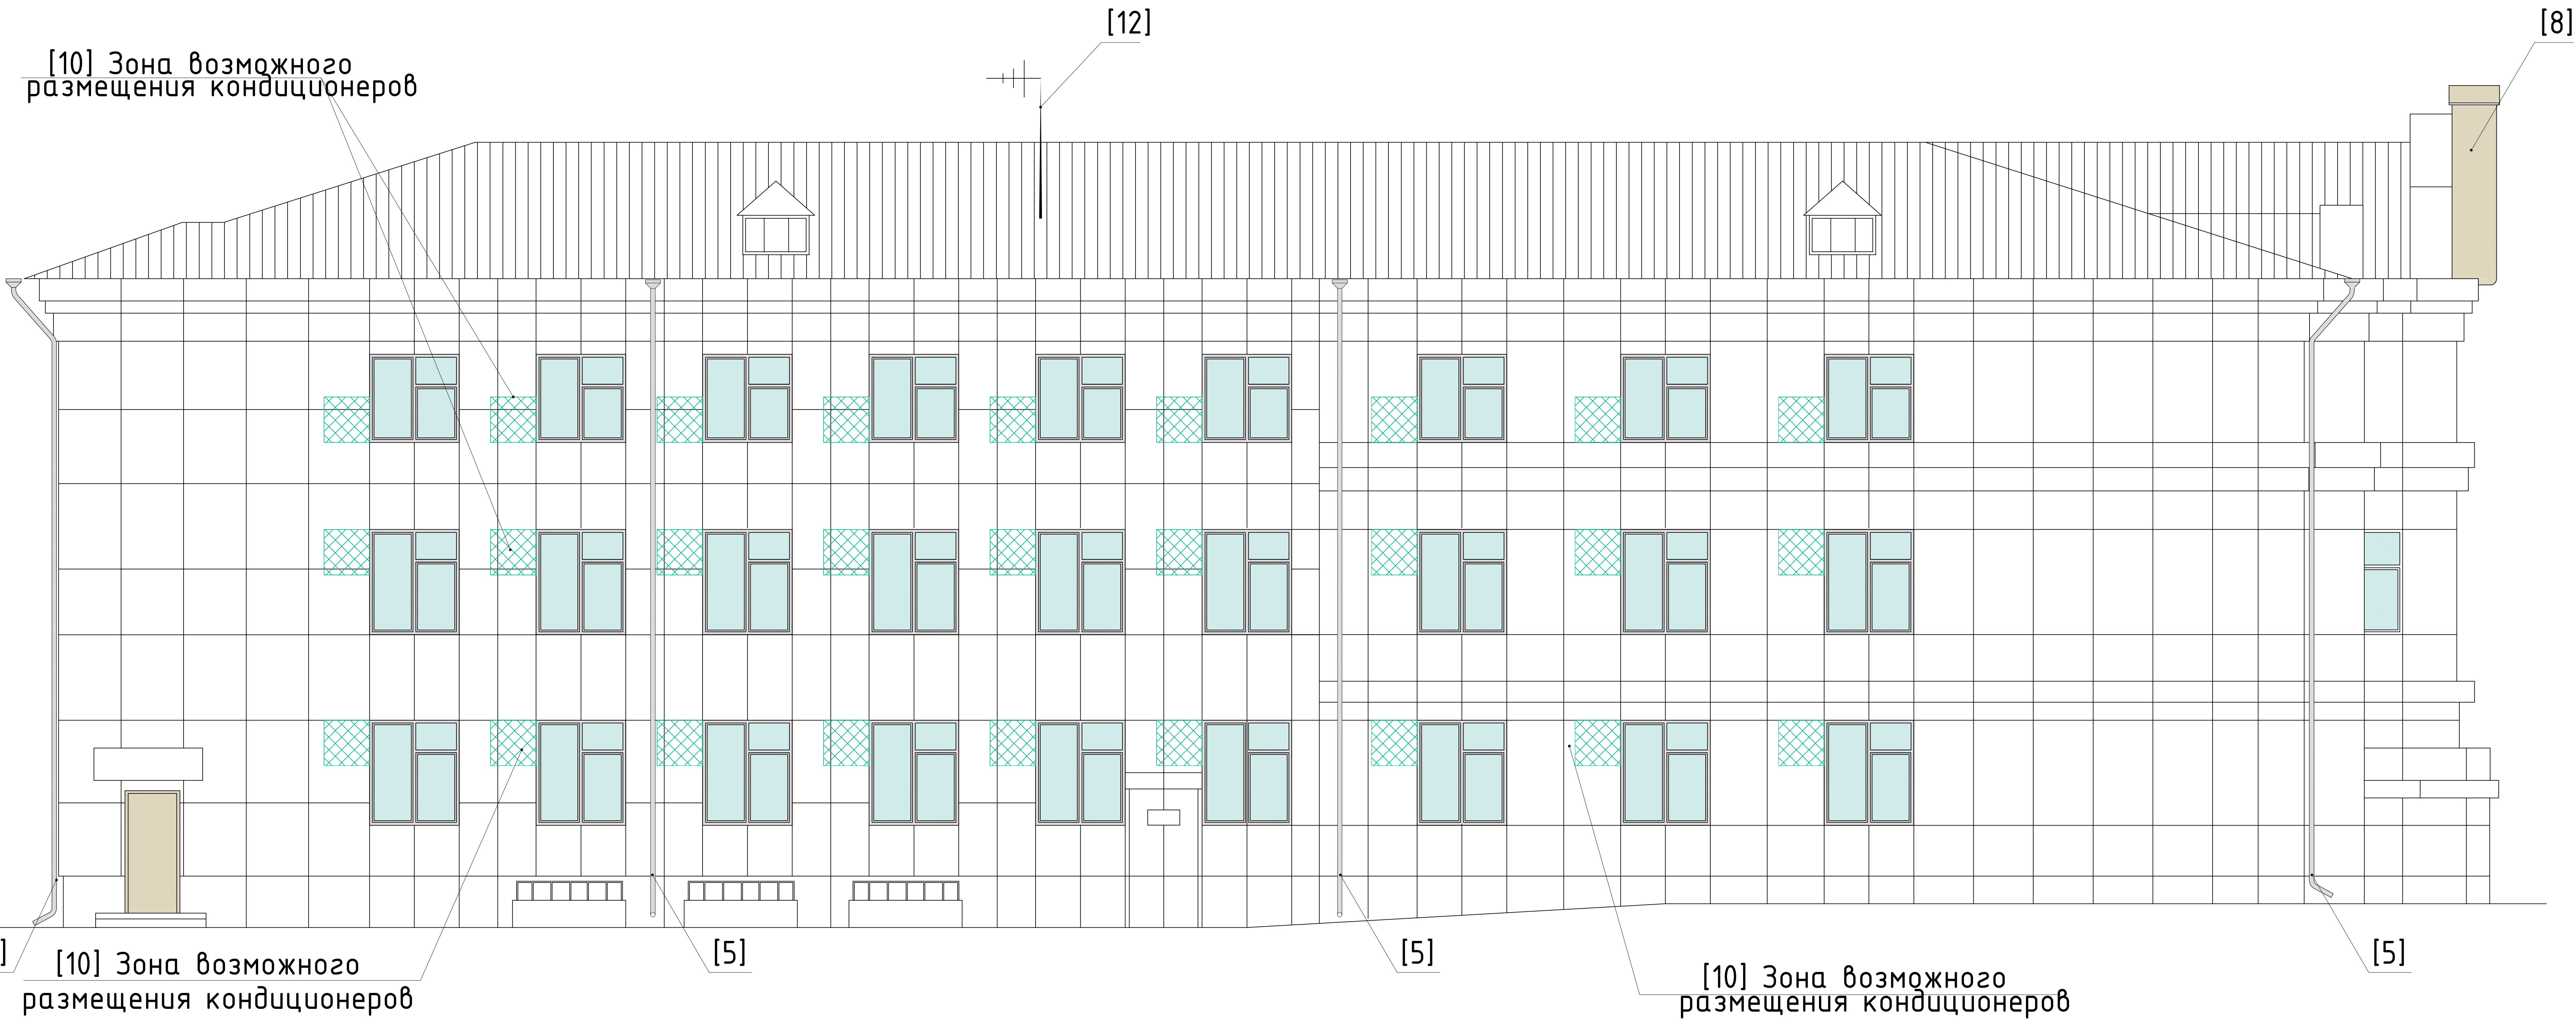 [12]
[8]
[10] Зона возможного
размещения кондиционеров
]
[5]
[5]
[5]
[10] Зона возможного
размещения кондиционеров
[10] Зона возможного
размещения кондиционеров